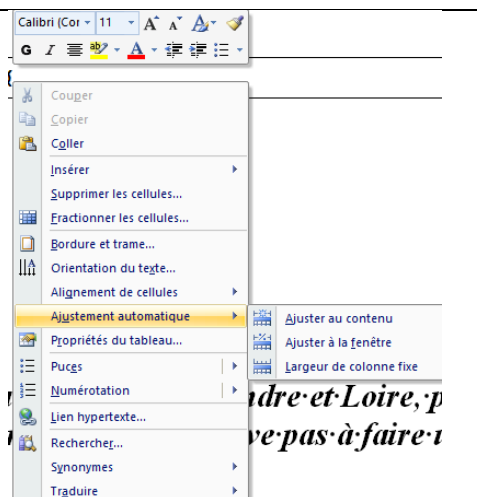 Calibri (Cor 11
G I
Couper
Copier
Coller
Insérer
Supprimer les cellules...
Fractionner les cellules...
Bordure et trame...
Orientation du texte...
Alignement de cellules
Ajustement automatique
Ajuster au contenu
Ajuster à la fenêtre
Propriétés du tableau...
Largeur de colonne fixe
Puces
Numérotation
ndre·et·Loire,·p
Lien hypertexte...
Rechercher...
ve·pas·à·faire·
Synonymes
Traduire